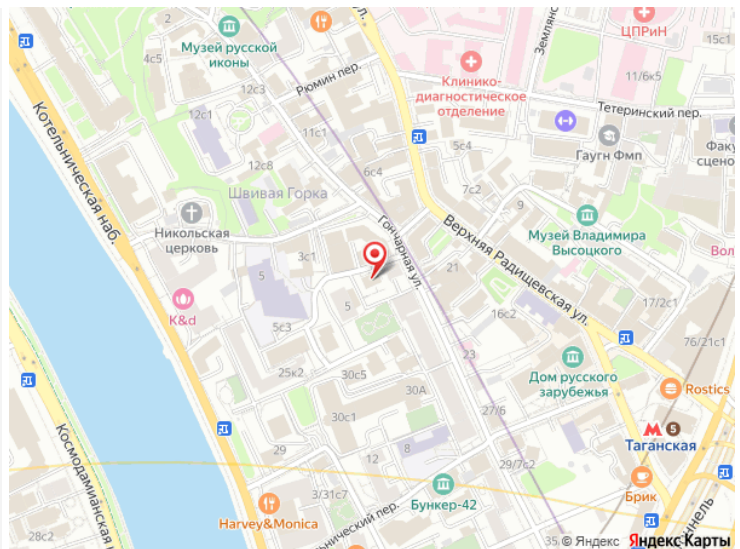 Музей русской
иконы
12с3
12с1
Рюмин пер.
ул.
11с1
12с8
6с4
Швивая Горка
Никольская
церковь
Котельническая наб.
3с1
5
5
K&d
5с3
25к2
30с5
30А
30с1
29
12
8
3/31с7
Harvey&Monica
Бункер-42
Космодамианская
28с2
Гончарная ул.
Верхняя Радищевская ул.
Клинико-
диагностическое
отделение
ЦПРиН
15с1
11/6к5
Тетеринский пер.
Гаугн Фмп
Факу
сцено
5с4
7с2
9
Музей Владимира
Высоцкого
Вол
21
16с2
17/2с1
76/21с1
23
Дом русского
зарубежья
Rostics
27/6
29/7с2
5
Таганская
Брик
35
© Яндекс Яндекс Карты